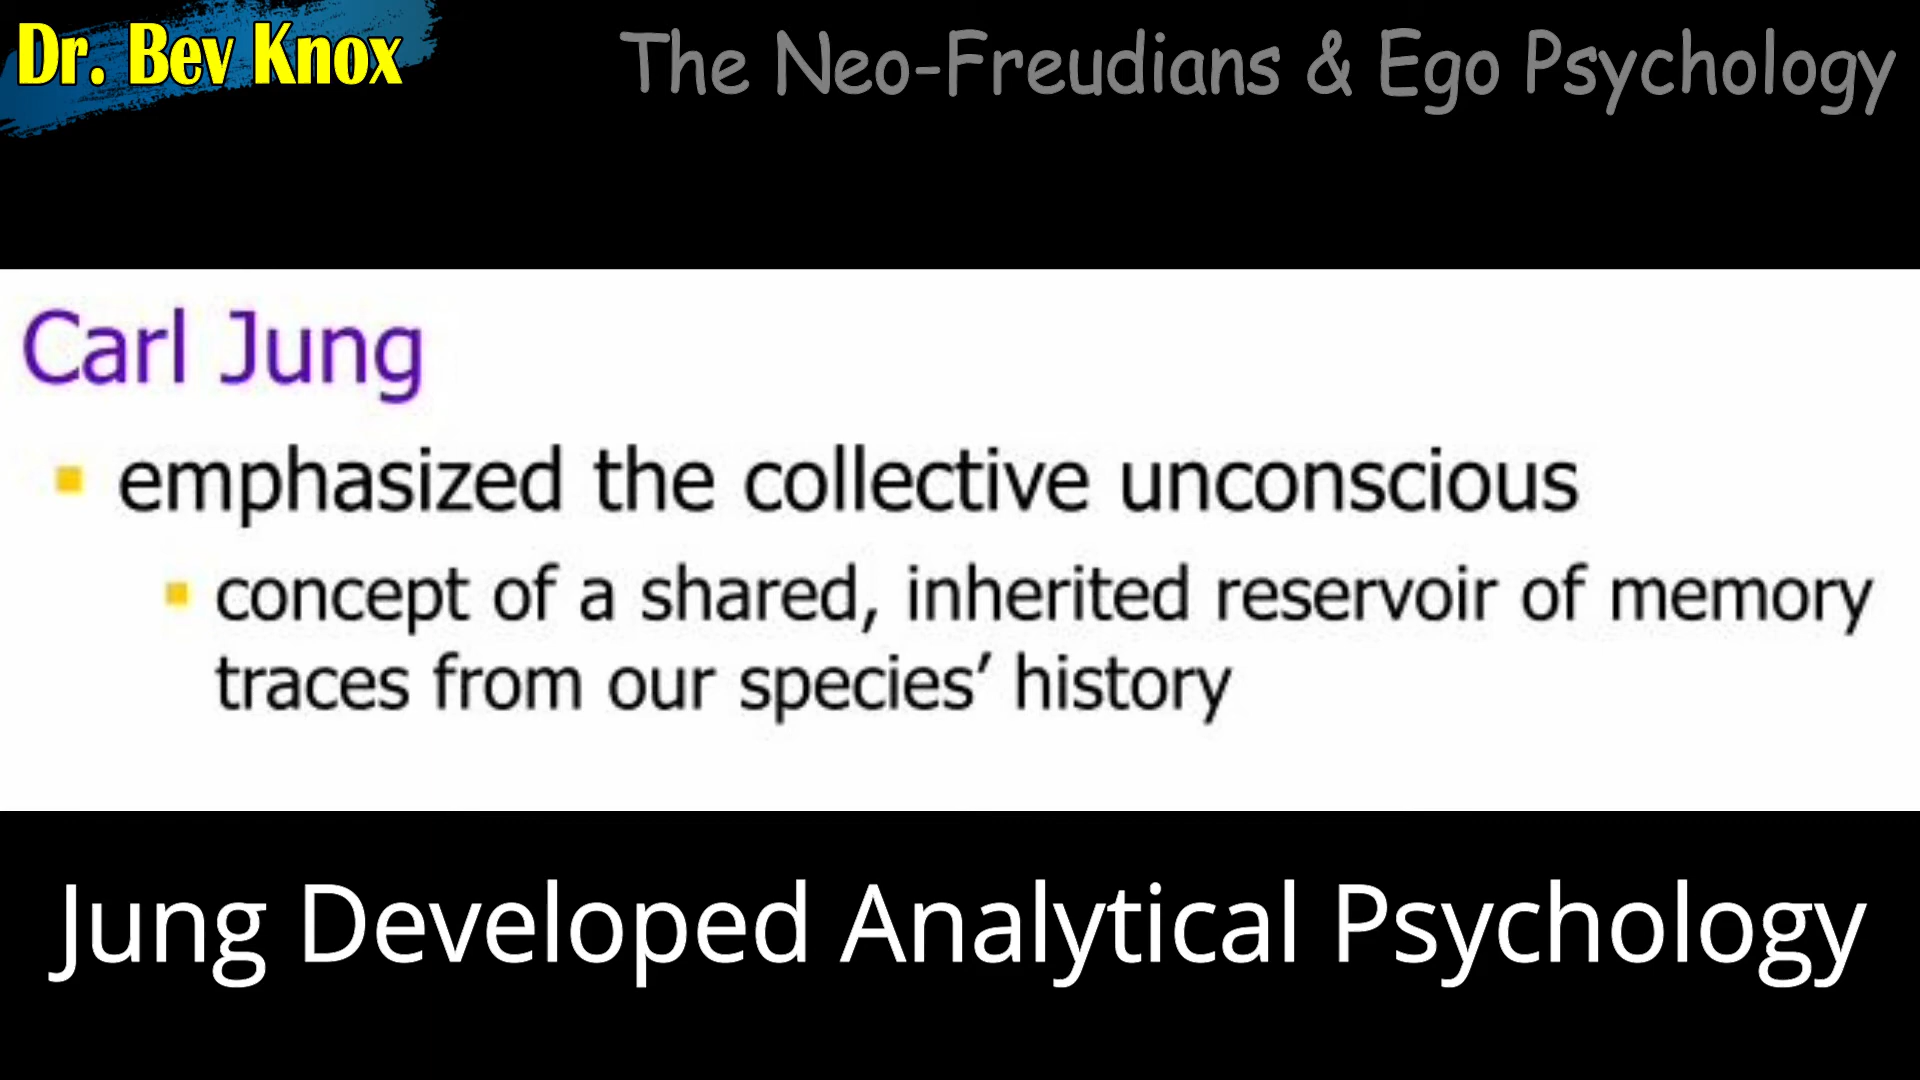 Dr. Bev Knox
The Neo-Freudians & Ego Psychology
Carl Jung
emphasized the collective unconscious
concept of a shared, inherited reservoir of memory
traces from our species’ history
Jung Developed Analytical Psychology